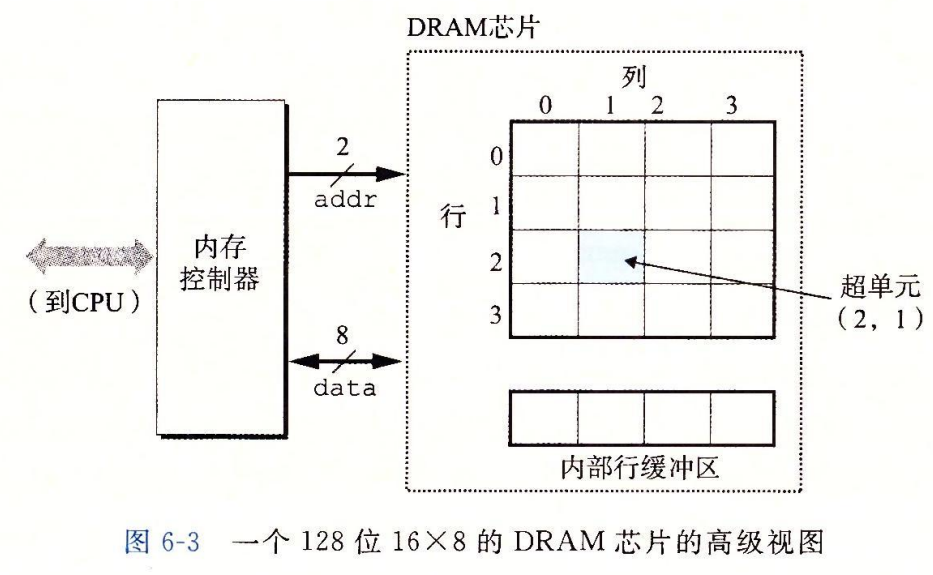 DRAM芯片
列
0 1 2 3
0
1
2
3
行
2
addr
内存
控制器
(到CPU)
8
data
超单元
(2, 1)
内部行缓冲区
图 6-3 一个 128 位 16×8 的 DRAM 芯片的高级视图